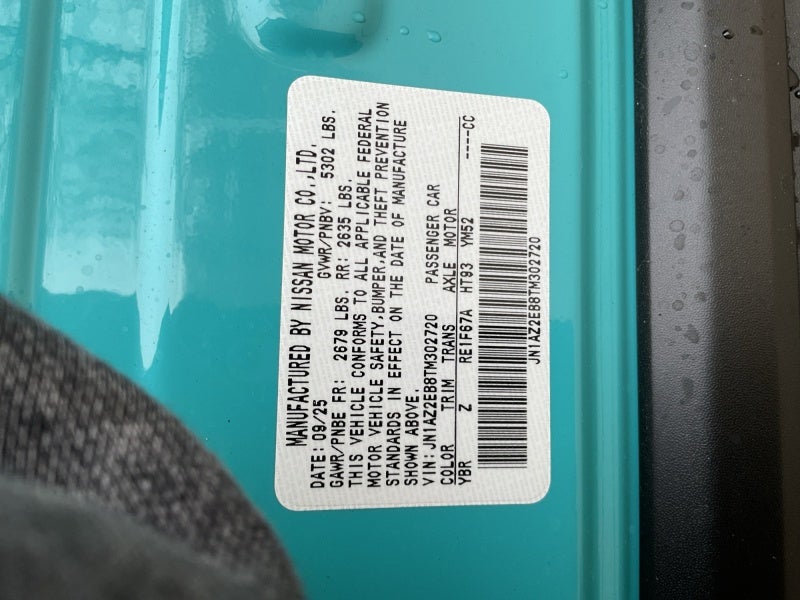 MANUFACTURED BY NISSAN MOTOR CO.,LTD.
DATE: 09/25 GVWR/PNBV: 5302 LBS.
GAWR/PNBE FR: 2679 LBS. RR: 2635 LBS.
THIS VEHICLE CONFORMS TO ALL APPLICABLE FEDERAL
MOTOR VEHICLE SAFETY,BUMPER,AND THEFT PREVENTION
STANDARDS IN EFFECT ON THE DATE OF MANUFACTURE
SHOWN ABOVE.
VIN: JN1AZ2EB8TM302720 PASSENGER CAR
COLOR TRIM TRANS AXLE MOTOR
YBR Z RE1F67A HT93 YM52 ----CC
JN1AZ2EB8TM302720